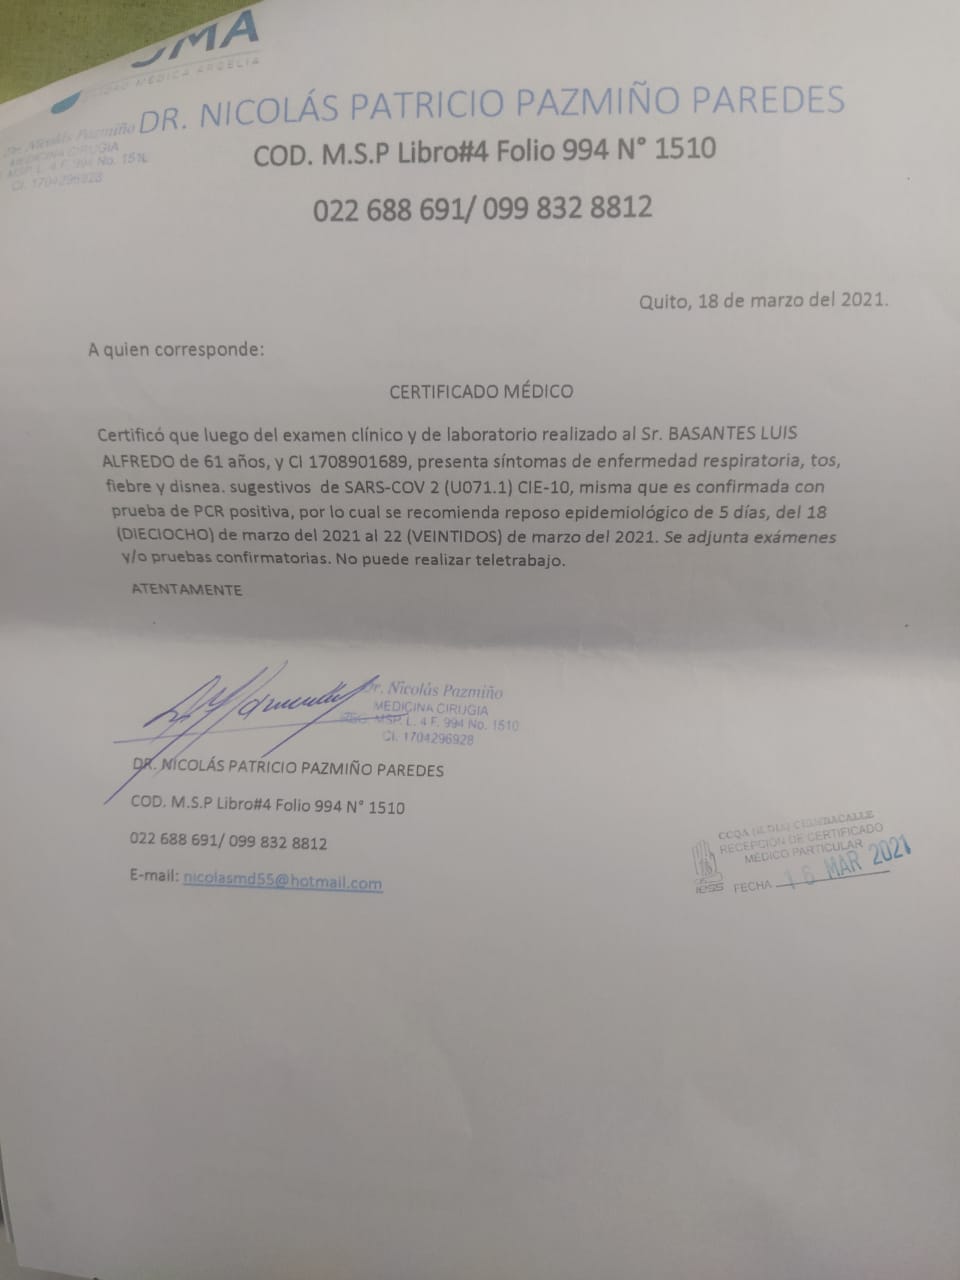 OMA
MÉDICA ARGELIA
DR. NICOLÁS PATRICIO PAZMIÑO PAREDES
Dr. Nicolás Pazmiño
MEDICINA CIRUGIA
MSP. L. 4 F. 994 No. 151
CI. 1704296928
COD. M.S.P Libro#4 Folio 994 N° 1510
022 688 691/ 099 832 8812
Quito, 18 de marzo del 2021.
A quien corresponde:
CERTIFICADO MÉDICO
Certificó que luego del examen clínico y de laboratorio realizado al Sr. BASANTES LUIS
ALFREDO de 61 años, y CI 1708901689, presenta síntomas de enfermedad respiratoria, tos,
fiebre y disnea. sugestivos de SARS-COV 2 (U071.1) CIE-10, misma que es confirmada con
prueba de PCR positiva, por lo cual se recomienda reposo epidemiológico de 5 días, del 18
(DIECIOCHO) de marzo del 2021 al 22 (VEINTIDOS) de marzo del 2021. Se adjunta exámenes
y/o pruebas confirmatorias. No puede realizar teletrabajo.
ATENTAMENTE
Dr. Nicolás Pazmiño
MEDICINA CIRUGIA
MSP. L. 4 F. 994 No. 1510
CI. 1704296928
DR. NICOLÁS PATRICIO PAZMIÑO PAREDES
COD. M.S.P Libro#4 Folio 994 N° 1510
022 688 691/ 099 832 8812
E-mail: nicolasmd55@hotmail.com
CHIMBACALLE
RECEPCIÓN DE CERTIFICADO
MÉDICO PARTICULAR
IESS FECHA MAR 2021